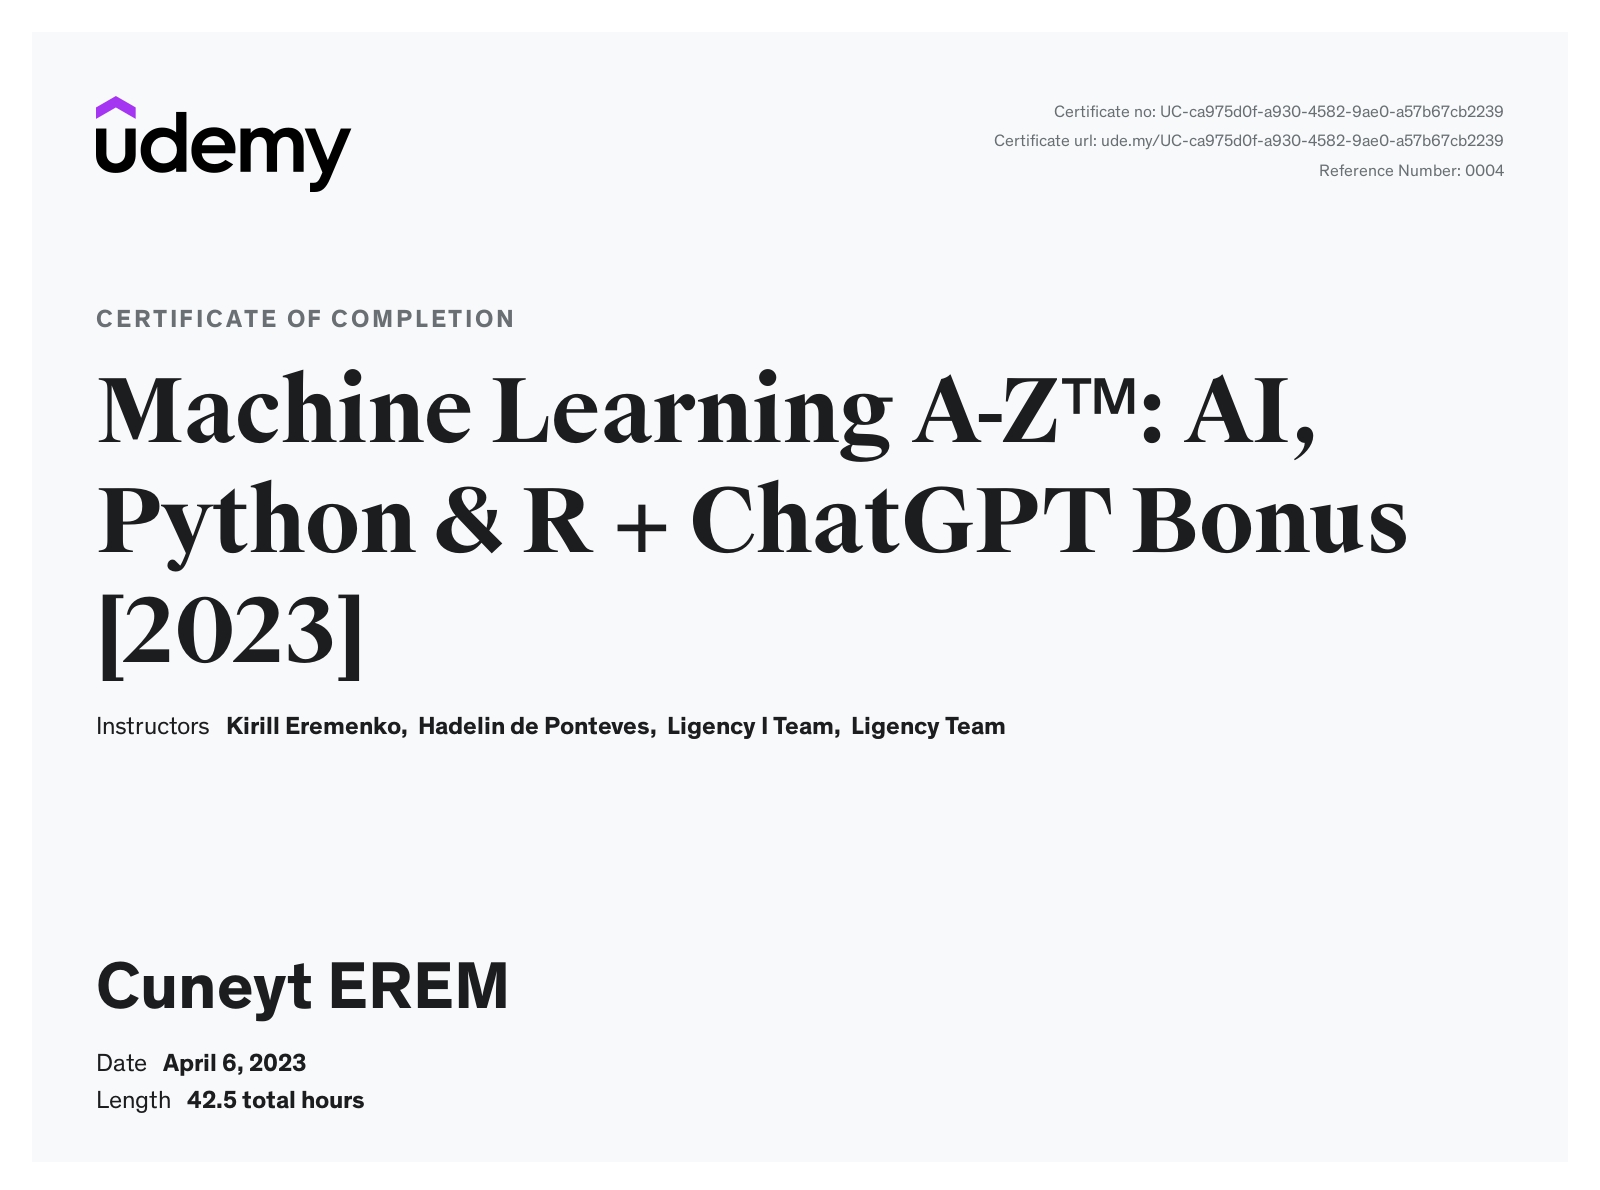 udemy
Certificate no: UC-ca975d0f-a930-4582-9ae0-a57b67cb2239
Certificate url: ude.my/UC-ca975d0f-a930-4582-9ae0-a57b67cb2239
Reference Number: 0004
CERTIFICATE OF COMPLETION
Machine Learning A-Z™: AI,
Python & R + ChatGPT Bonus
[2023]
Instructors Kirill Eremenko, Hadelin de Ponteves, Ligency I Team, Ligency Team
Cuneyt EREM
Date April 6, 2023
Length 42.5 total hours